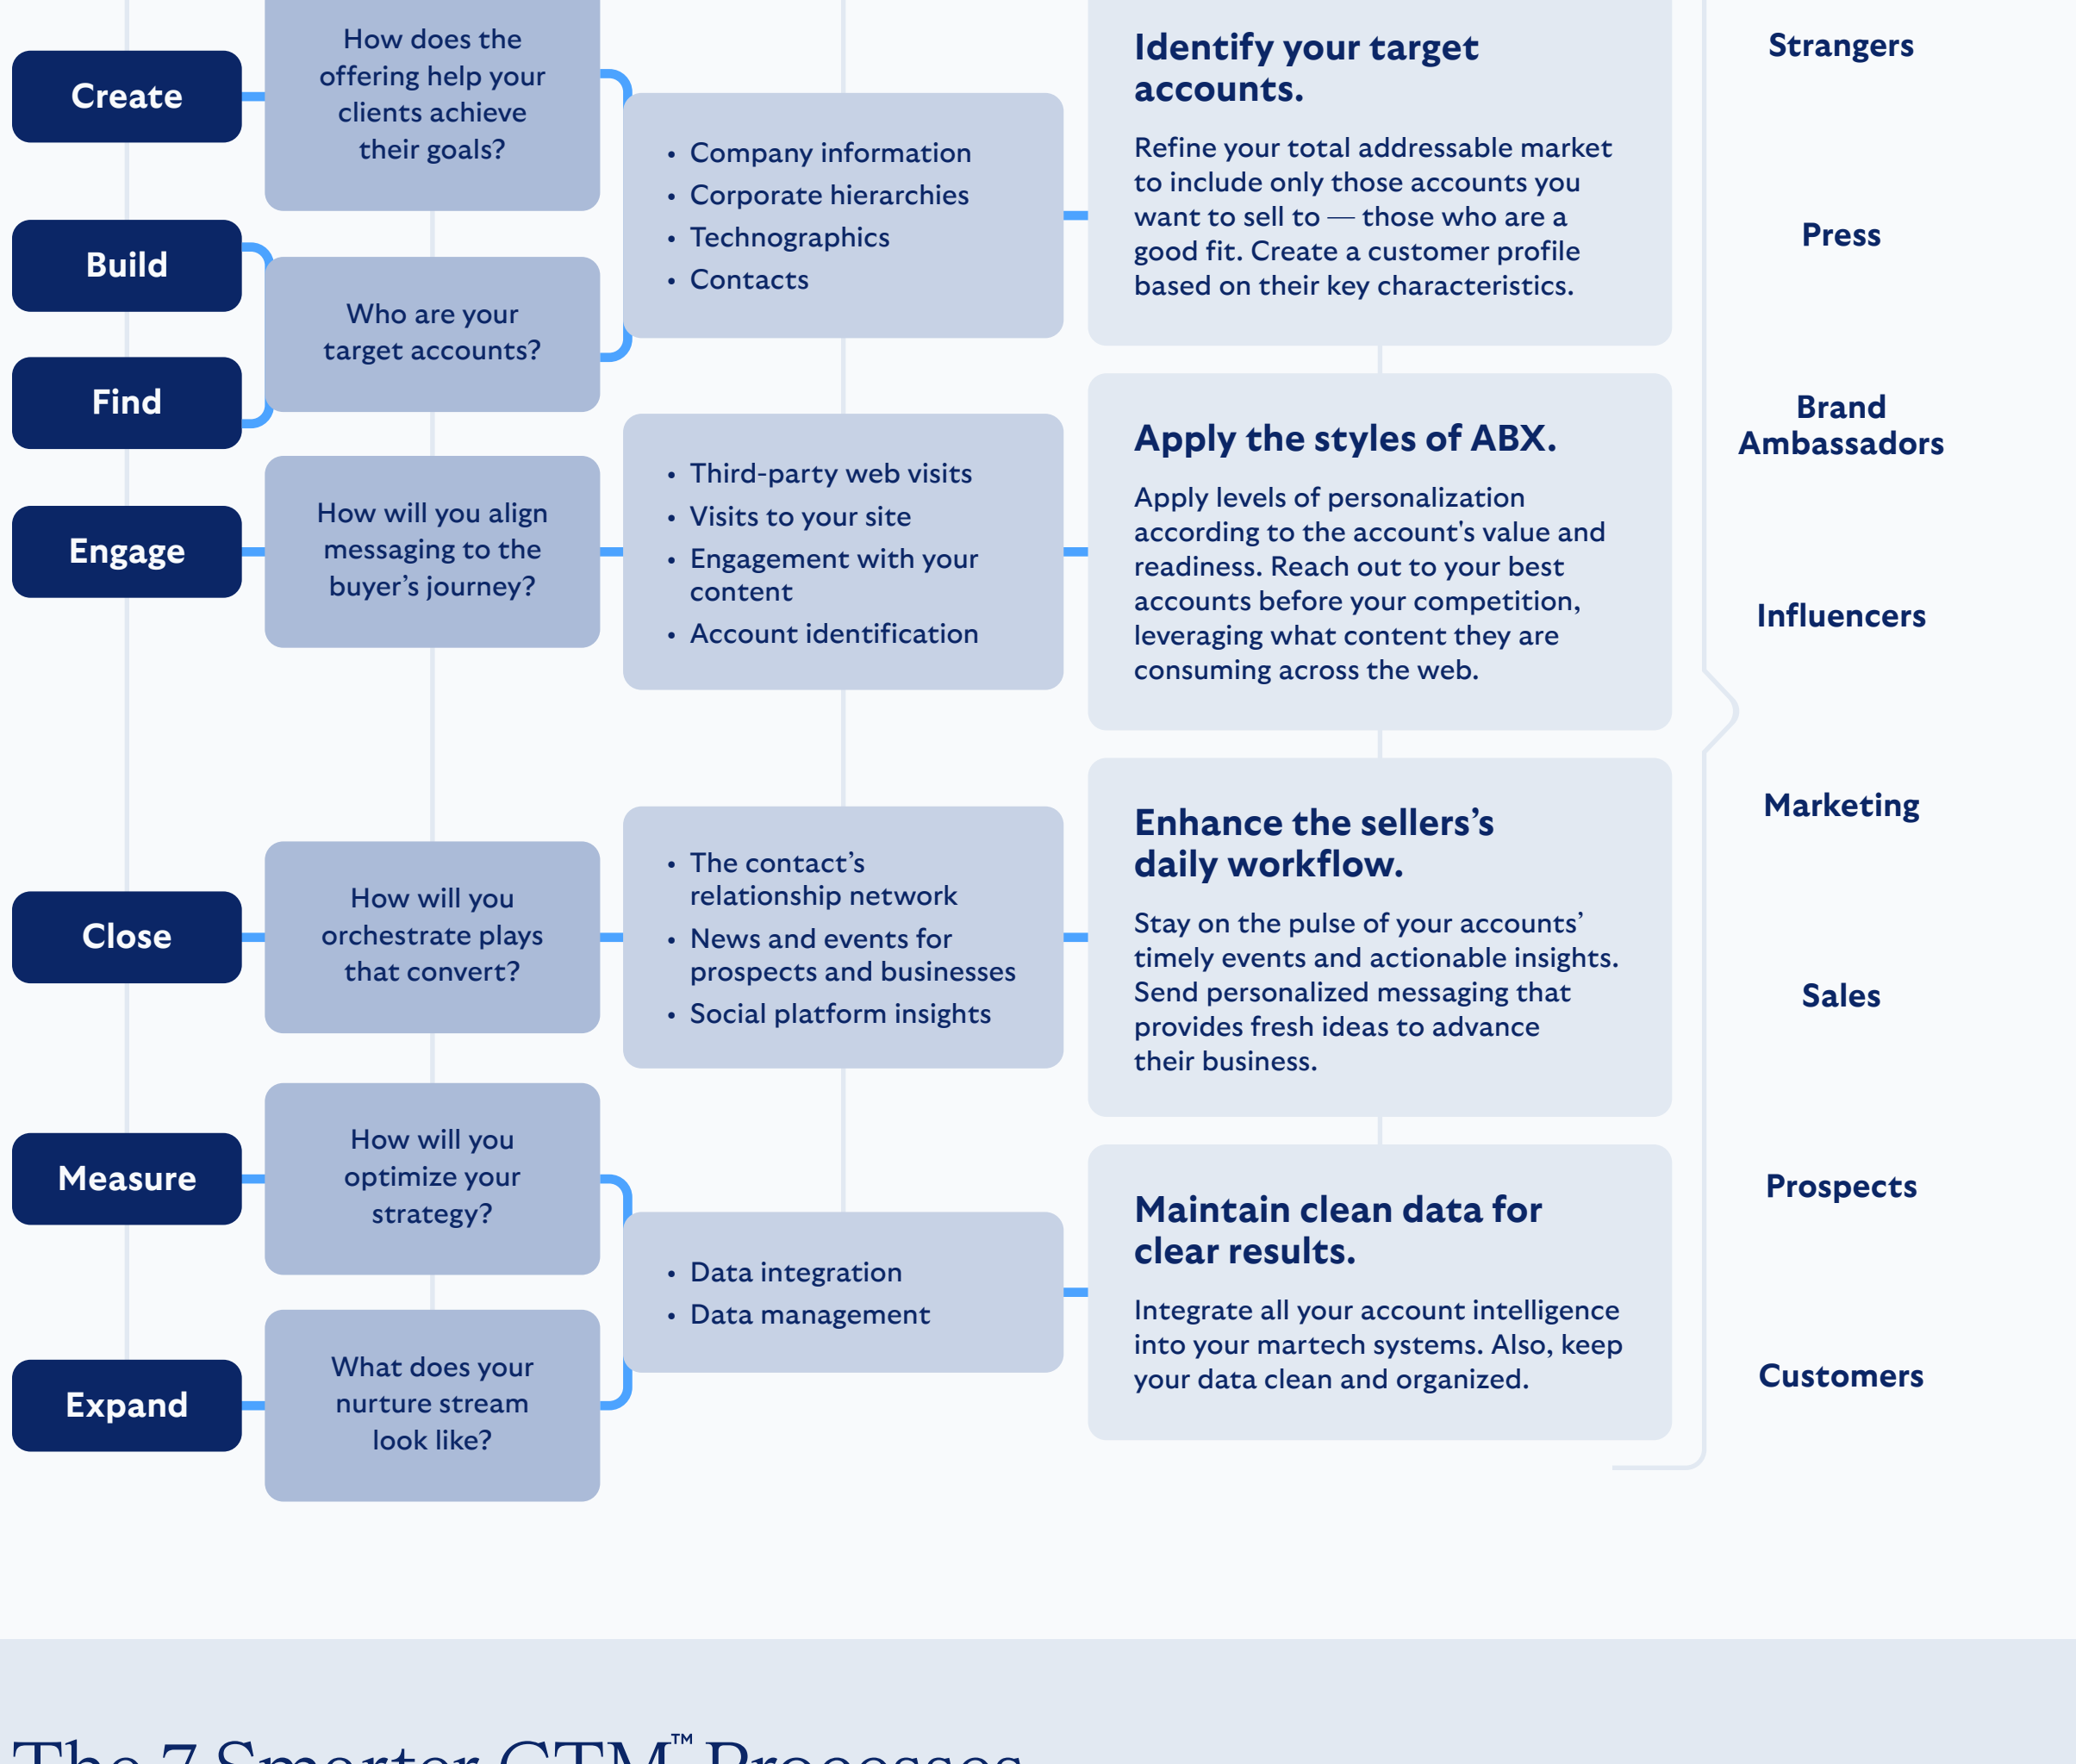 Create
Build
Find
Engage
Close
Measure
Expand
How does the
offering help your
clients achieve
their goals?
Who are your
target accounts?
How will you align
messaging to the
buyer’s journey?
How will you
orchestrate plays
that convert?
How will you
optimize your
strategy?
What does your
nurture stream
look like?
• Company information
• Corporate hierarchies
• Technographics
• Contacts
• Third-party web visits
• Visits to your site
• Engagement with your
content
• Account identification
• The contact’s
relationship network
• News and events for
prospects and businesses
• Social platform insights
• Data integration
• Data management
Identify your target
accounts.
Refine your total addressable market
to include only those accounts you
want to sell to — those who are a
good fit. Create a customer profile
based on their key characteristics.
Apply the styles of ABX.
Apply levels of personalization
according to the account's value and
readiness. Reach out to your best
accounts before your competition,
leveraging what content they are
consuming across the web.
Enhance the sellers’s
daily workflow.
Stay on the pulse of your accounts’
timely events and actionable insights.
Send personalized messaging that
provides fresh ideas to advance
their business.
Maintain clean data for
clear results.
Integrate all your account intelligence
into your martech systems. Also, keep
your data clean and organized.
Strangers
Press
Brand
Ambassadors
Influencers
Marketing
Sales
Prospects
Customers
The 7 Smarter GTM™ Processes